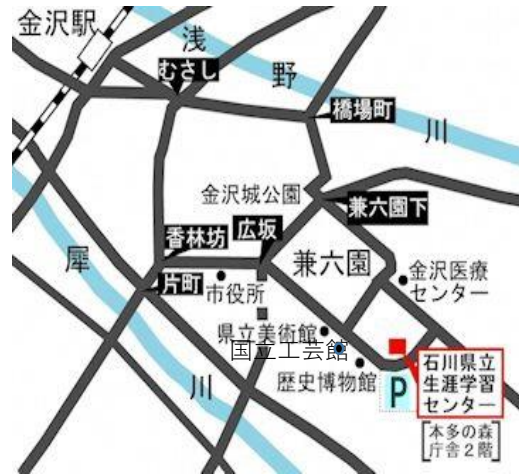 金沢駅
浅
野
川
むさし
橋場町
金沢城公園
兼六園下
香林坊
広坂
兼六園
金沢医療
センター
犀
川
片町
市役所
県立美術館
国立工芸館
歴史博物館
P
石川県立
生涯学習
センター
本多の森
庁舎2階